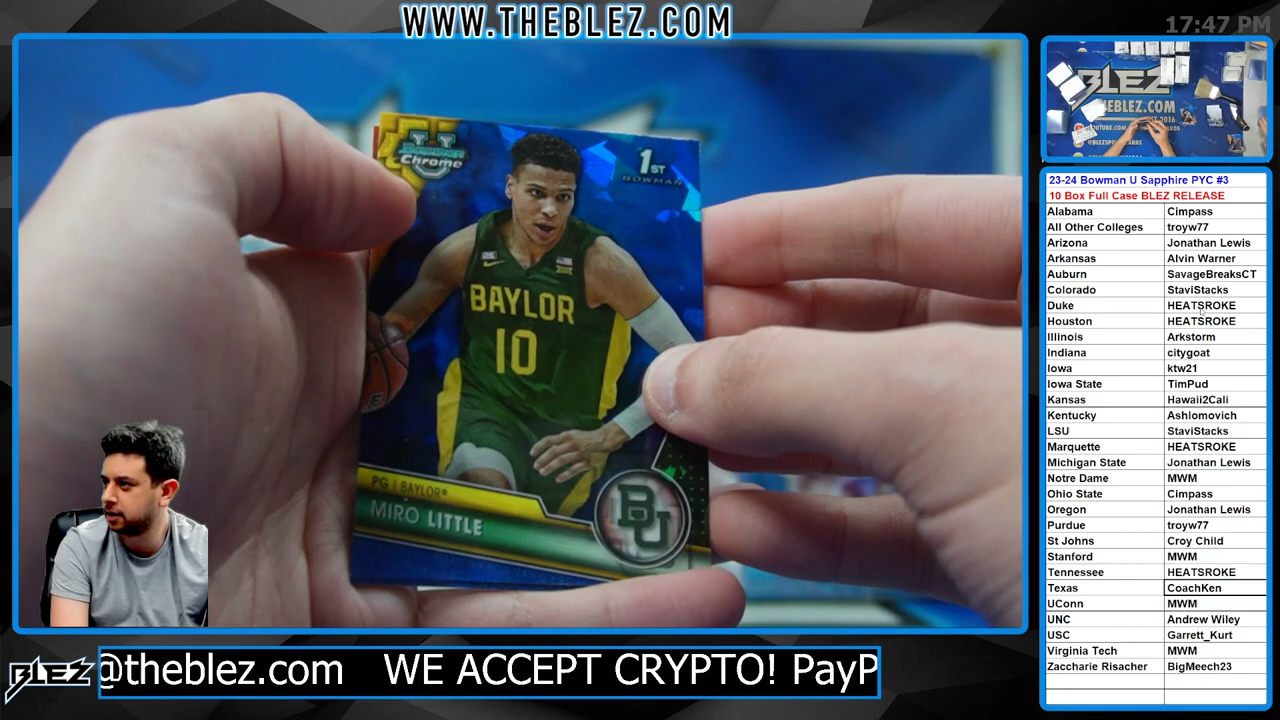 WWW.THEBLEZ.COM
17:47 PM
Chrome
1ST
BOWMAN
BAYLOR
10
PG | BAYLOR
MIRO LITTLE
BU
BLEZ
THEBLEZ.COM
23-24 Bowman U Sapphire PYC #3
10 Box Full Case BLEZ RELEASE
Alabama Cimpass
All Other Colleges troyw77
Arizona Jonathan Lewis
Arkansas Alvin Warner
Auburn SavageBreaksCT
Colorado StaviStacks
Duke HEATSROKE
Houston HEATSROKE
Illinois Arkstorm
Indiana citygoat
Iowa ktw21
Iowa State TimPud
Kansas Hawaii2Cali
Kentucky Ashlomovich
LSU StaviStacks
Marquette HEATSROKE
Michigan State Jonathan Lewis
Notre Dame MWM
Ohio State Cimpass
Oregon Jonathan Lewis
Purdue troyw77
St Johns Croy Child
Stanford MWM
Tennessee HEATSROKE
Texas CoachKen
UConn MWM
UNC Andrew Wiley
USC Garrett_Kurt
Virginia Tech MWM
Zaccharie Risacher BigMeech23
BLEZ
@theblez.com WE ACCEPT CRYPTO! PayP